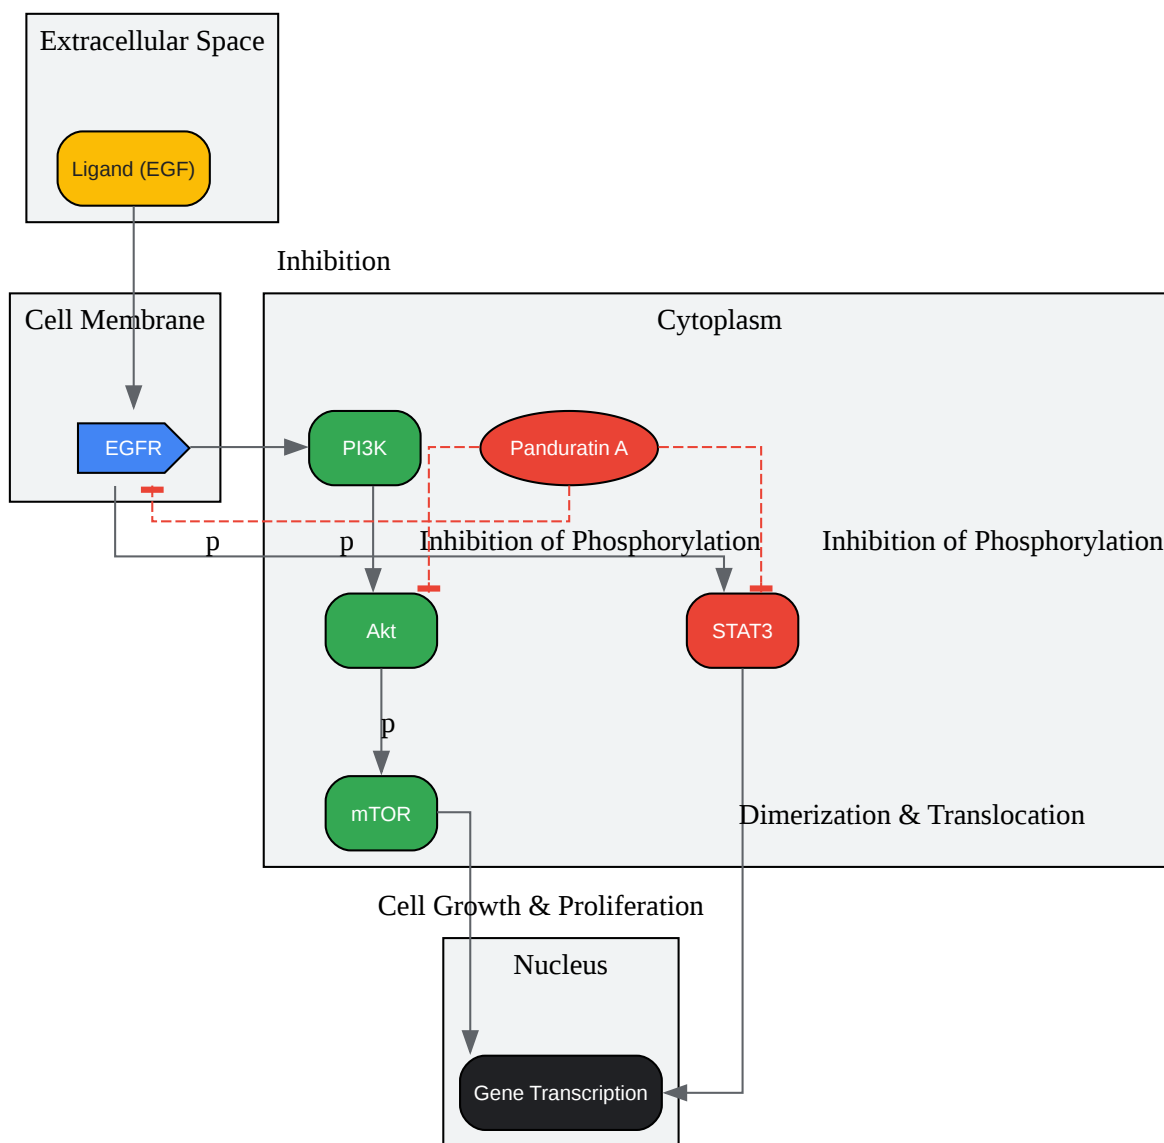 Extracellular Space
Ligand (EGF)
Inhibition
Cell Membrane
Cytoplasm
EGFR
PI3K
Panduratin A
p
p
Inhibition of Phosphorylation
Inhibition of Phosphorylation
Akt
STAT3
p
mTOR
Dimerization & Translocation
Cell Growth & Proliferation
Nucleus
Gene Transcription